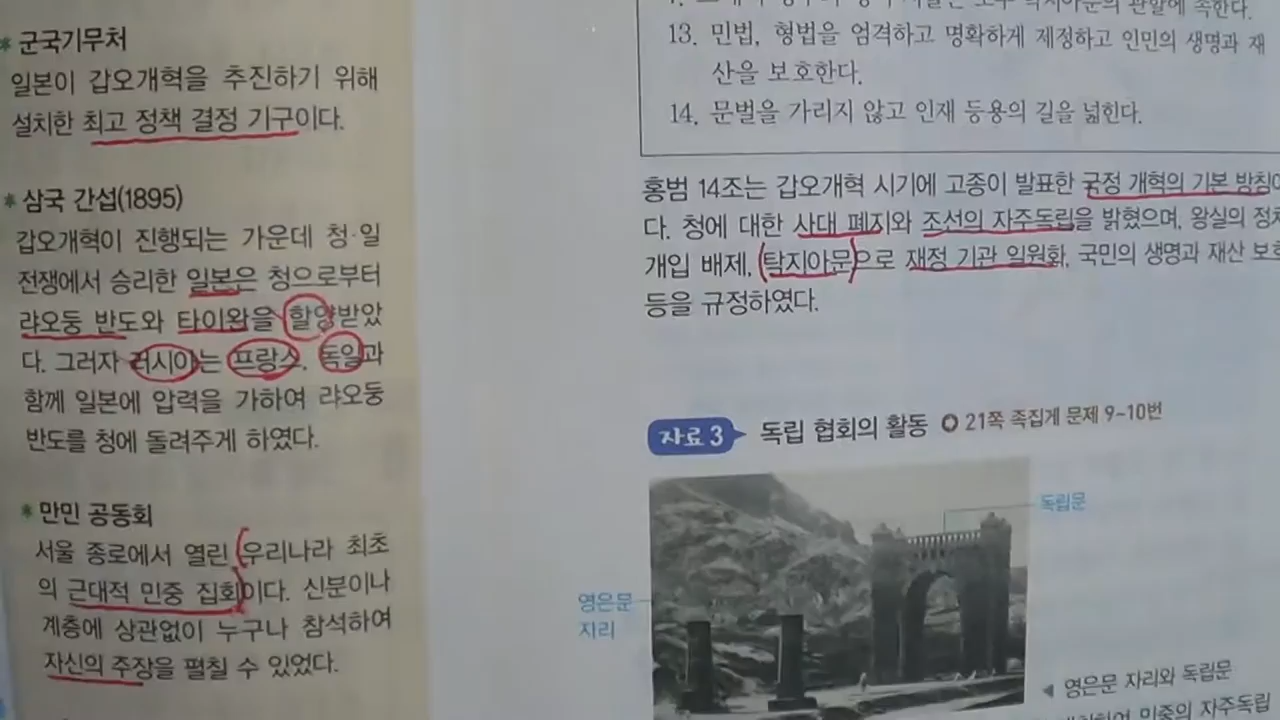 * 군국기무처
일본이 갑오개혁을 추진하기 위해
설치한 최고 정책 결정 기구이다.
* 삼국 간섭(1895)
갑오개혁이 진행되는 가운데 청·일
전쟁에서 승리한 일본은 청으로부터
랴오둥 반도와 타이완을 할양받았
다. 그러자 러시아는 프랑스, 독일과
함께 일본에 압력을 가하여 랴오둥
반도를 청에 돌려주게 하였다.
* 만민 공동회
서울 종로에서 열린 우리나라 최초
의 근대적 민중 집회이다. 신분이나
계층에 상관없이 누구나 참석하여
자신의 주장을 펼칠 수 있었다.
관할에 속한다.
13. 민법, 형법을 엄격하고 명확하게 제정하고 인민의 생명과 재
산을 보호한다.
14. 문벌을 가리지 않고 인재 등용의 길을 넓힌다.
홍범 14조는 갑오개혁 시기에 고종이 발표한 국정 개혁의 기본 방침이
다. 청에 대한 사대 폐지와 조선의 자주독립을 밝혔으며, 왕실의 정치
개입 배제, 탁지아문으로 재정 기관 일원화, 국민의 생명과 재산 보호
등을 규정하였다.
자료 3 독립 협회의 활동 21쪽 족집게 문제 9-10번
독립문
영은문
자리
◀ 영은문 자리와 독립문
민중의 자주독립